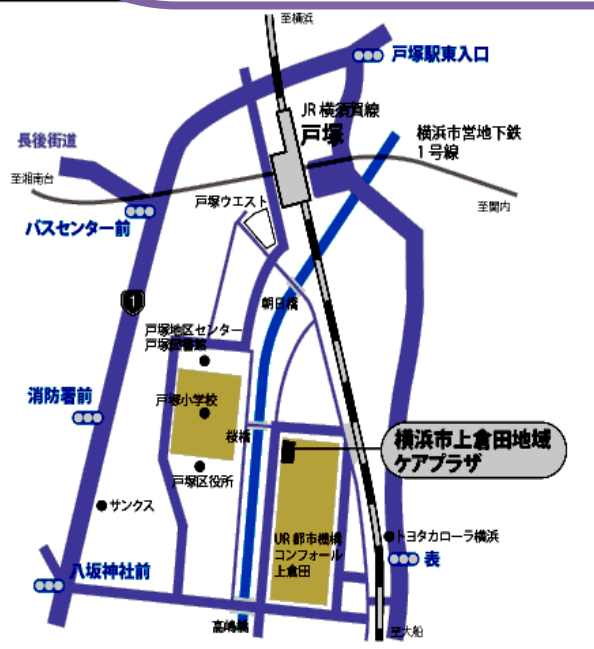 至横浜
戸塚駅東入口
JR横須賀線
戸塚
横浜市営地下鉄
1号線
長後街道
至湘南台
至関内
バスセンター前
戸塚ウエスト
朝日橋
1
戸塚地区センター
戸塚図書館
消防署前
戸塚小学校
桜橋
横浜市上倉田地域
ケアプラザ
戸塚区役所
サンクス
トヨタカローラ横浜
UR都市機構
コンフォール
上倉田
表
八坂神社前
高嶋橋
至大船